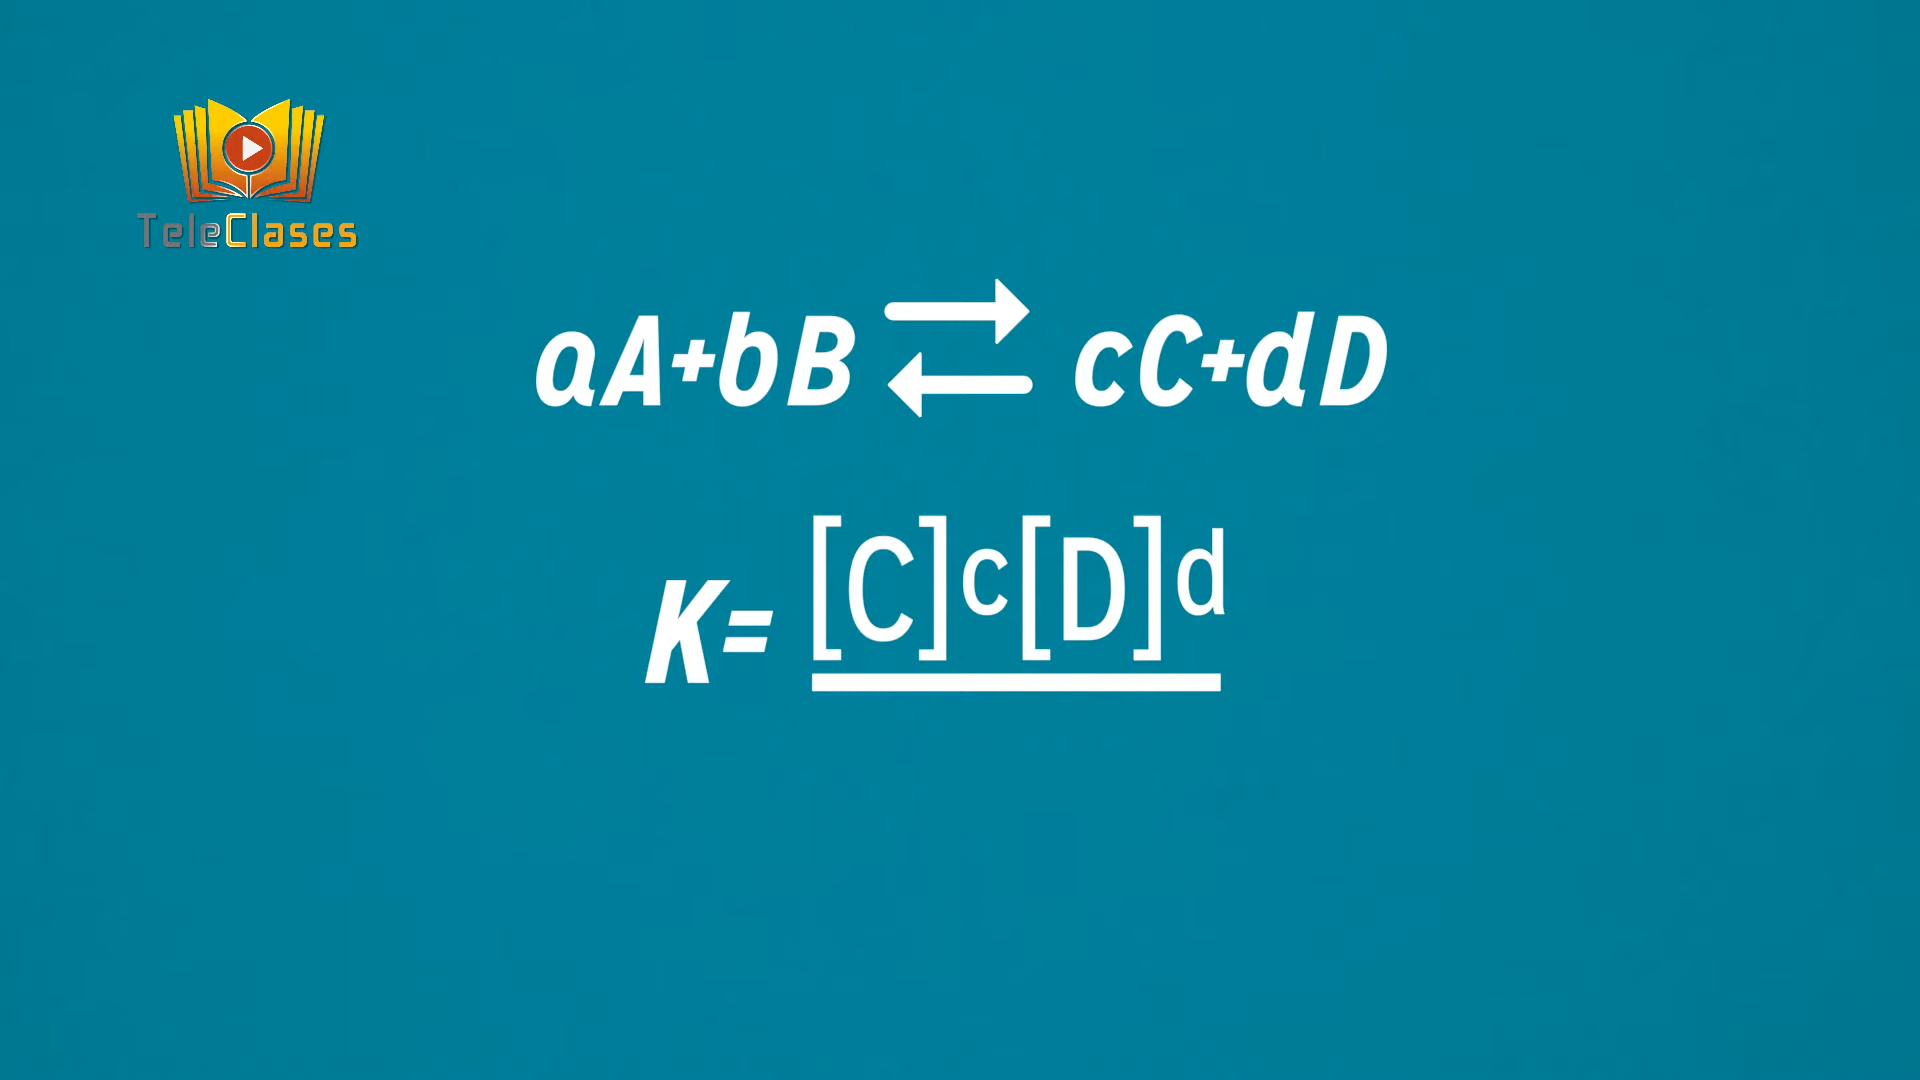 TeleClases
aA+bB ⇄ cC+dD
K= [C]c[D]d